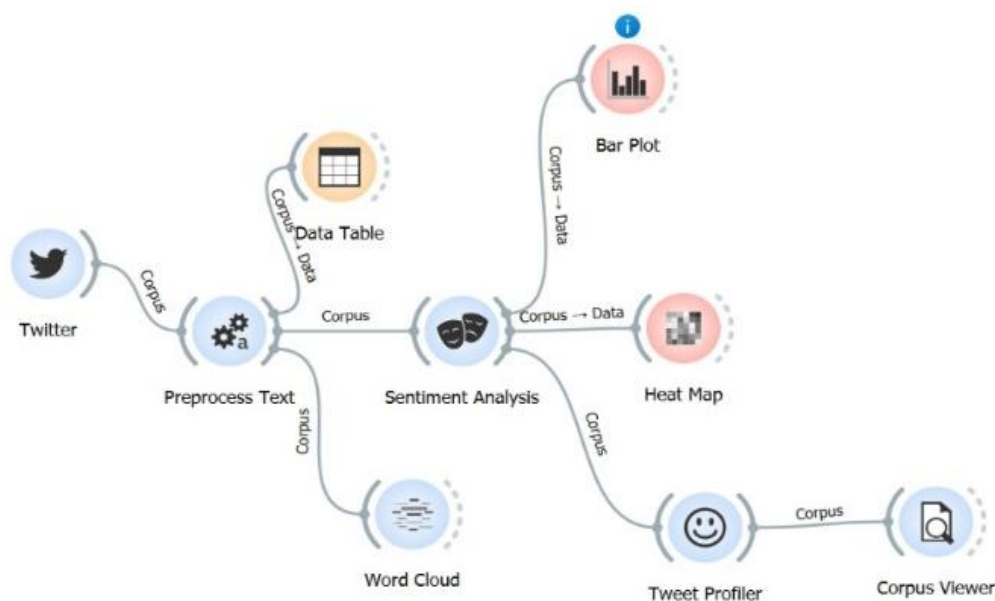 i
Bar Plot
Corpus → Data
Data Table
Corpus → Data
Twitter
Corpus
a
Preprocess Text
Corpus
Sentiment Analysis
Corpus → Data
Heat Map
Corpus
Word Cloud
Corpus
Tweet Profiler
Corpus
Corpus Viewer